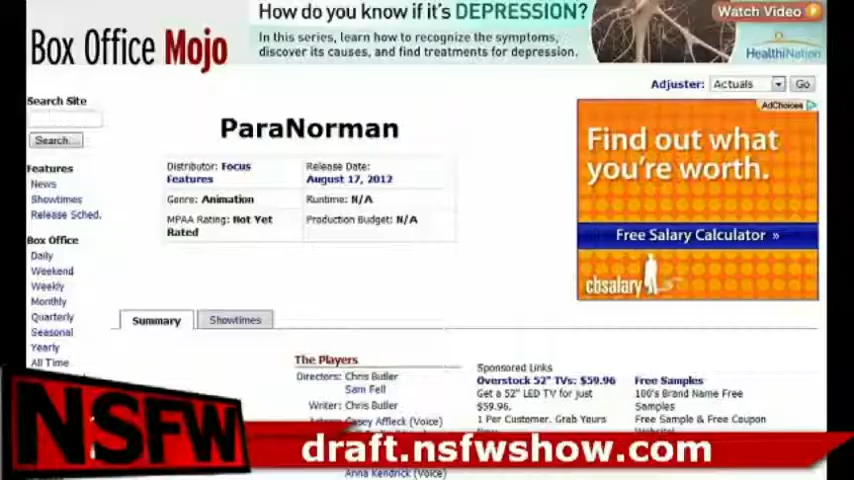 How do you know if it's DEPRESSION?
Watch Video
In this series, learn how to recognize the symptoms,
discover its causes, and find treatments for depression.
HealthiNation
Box Office Mojo
Adjuster: Actuals Go
Search Site
Search...
AdChoices
ParaNorman
Find out what
you're worth.
Distributor: Focus
Features
Release Date:
August 17, 2012
Genre: Animation
Runtime: N/A
MPAA Rating: Not Yet
Rated
Production Budget: N/A
Free Salary Calculator »
cbsalary
Features
News
Showtimes
Release Sched.
Box Office
Daily
Weekend
Weekly
Monthly
Quarterly
Seasonal
Yearly
All Time
Summary
Showtimes
The Players
Directors: Chris Butler
Sam Fell
Writer: Chris Butler
Casey Affleck (Voice)
Anna Kendrick (Voice)
Sponsored Links
Overstock 52" TVs: $59.96
Get a 52" LED TV for just
$59.96.
1 Per Customer. Grab Yours
Free Samples
100's Brand Name Free
Samples
Free Sample & Free Coupon
NSFW
draft.nsfwshow.com